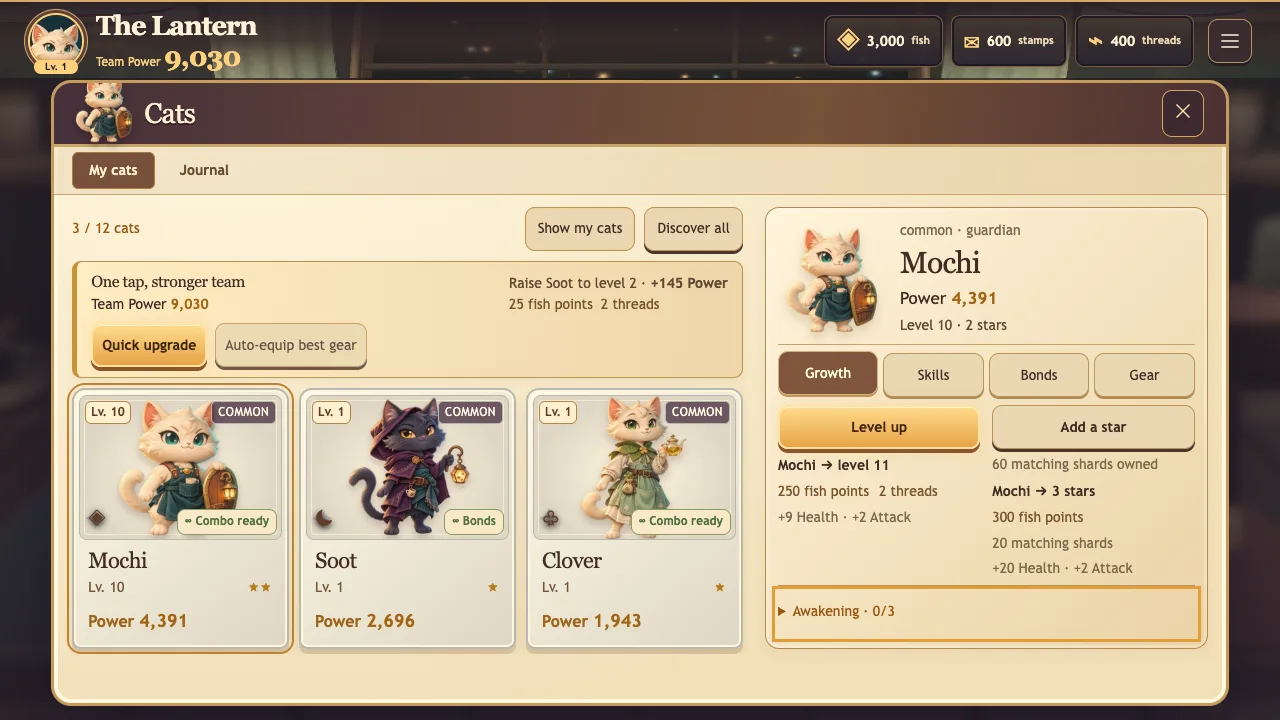 The Lantern
Team Power 9,030
Lv. 1
3,000 fish
600 stamps
400 threads
Cats
My cats
Journal
3 / 12 cats
Show my cats
Discover all
One tap, stronger team
Team Power 9,030
Raise Soot to level 2 · +145 Power
25 fish points 2 threads
Quick upgrade
Auto-equip best gear
Lv. 10
COMMON
∞ Combo ready
Mochi
Lv. 10
Power 4,391
Lv. 1
COMMON
∞ Bonds
Soot
Lv. 1
Power 2,696
Lv. 1
COMMON
∞ Combo ready
Clover
Lv. 1
Power 1,943
common · guardian
Mochi
Power 4,391
Level 10 · 2 stars
Growth
Skills
Bonds
Gear
Level up
Mochi → level 11
250 fish points 2 threads
+9 Health · +2 Attack
Add a star
60 matching shards owned
Mochi → 3 stars
300 fish points
20 matching shards
+20 Health · +2 Attack
Awakening · 0/3